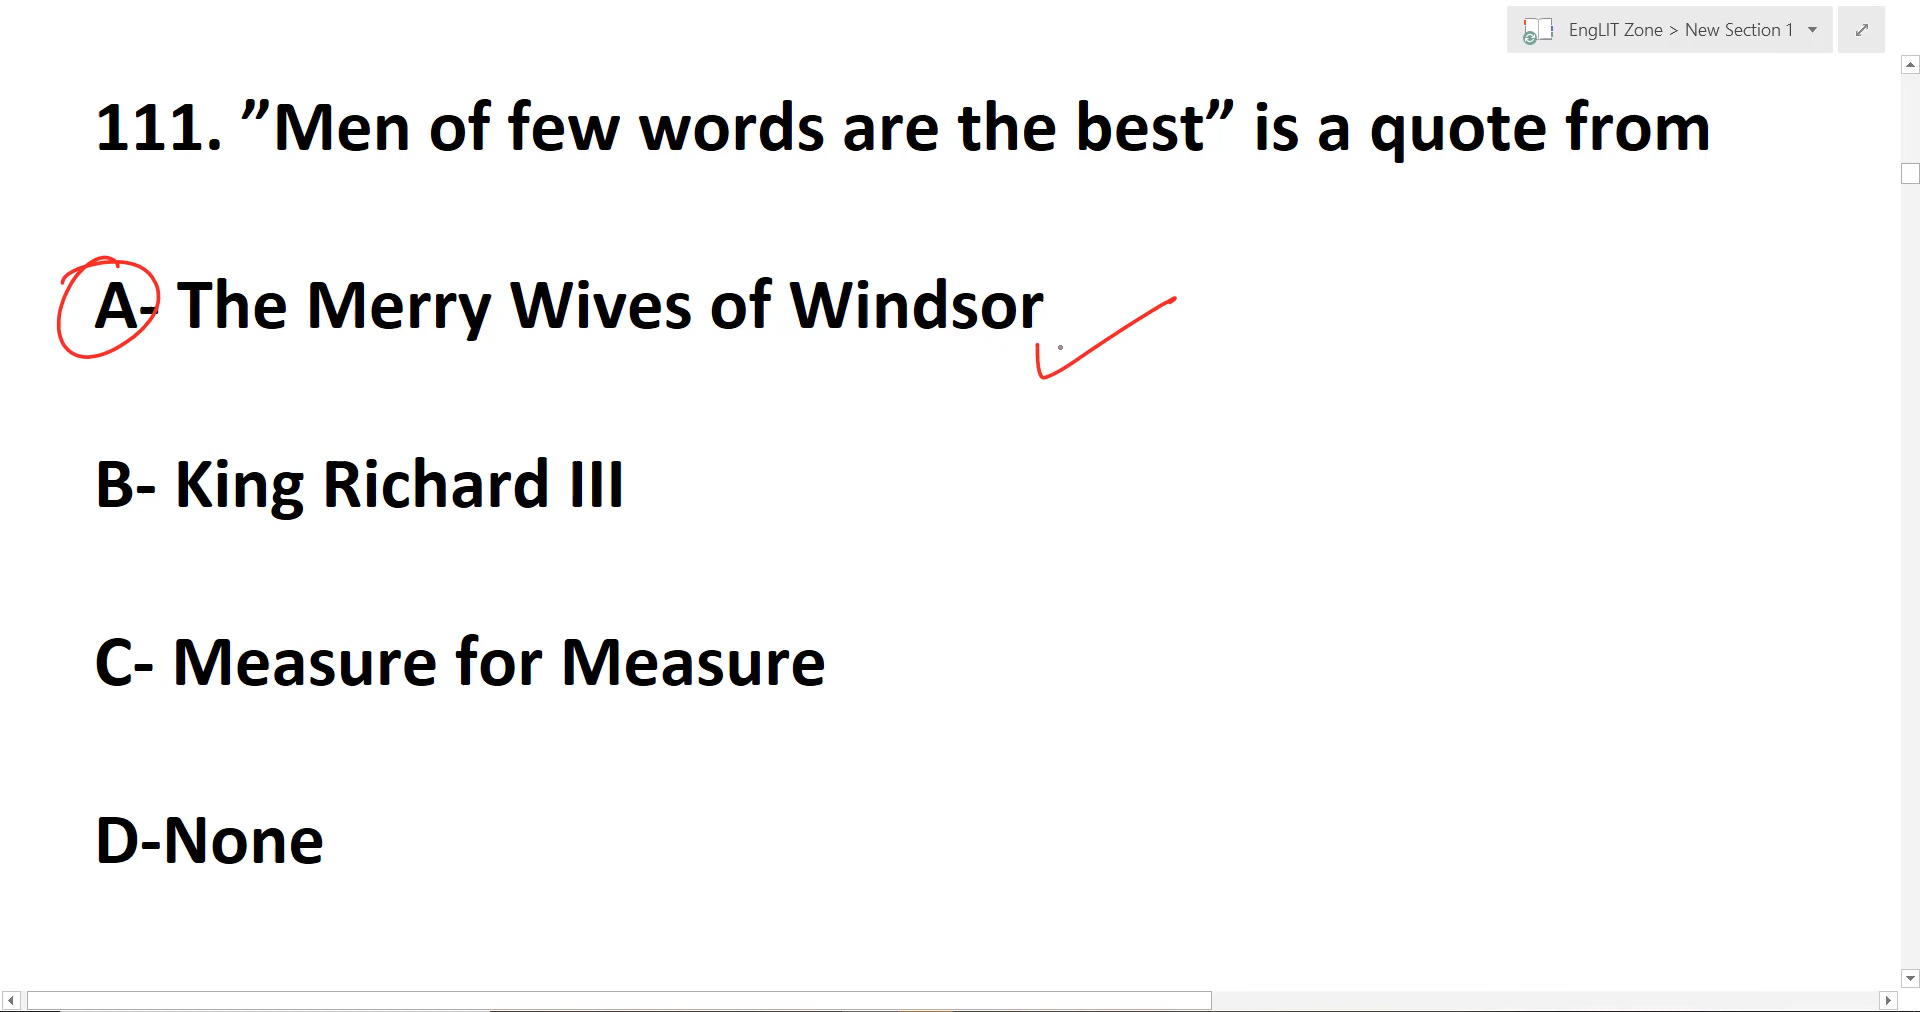 EngLIT Zone > New Section 1
111. ”Men of few words are the best” is a quote from
A- The Merry Wives of Windsor
B- King Richard III
C- Measure for Measure
D-None